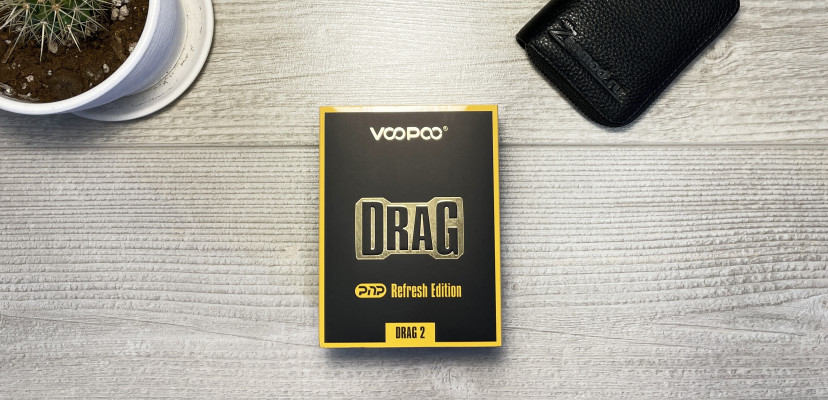 VOOPOO®
DRAG
PnP Refresh Edition
DRAG 2